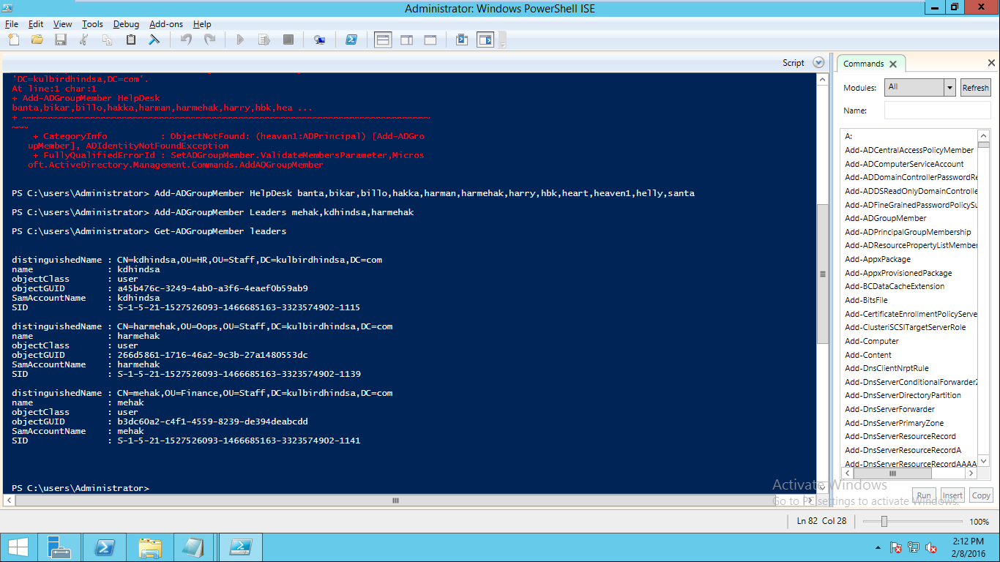 Administrator: Windows PowerShell ISE
File Edit View Tools Debug Add-ons Help
Script
'DC=kulbirdhindsa,DC=com'.
At line:1 char:1
+ Add-ADGroupMember HelpDesk
banta,bikar,billo,hakka,harman,harmehak,harry,hbk,hea ...
+ ~~~~~~~~~~~~~~~~~~~~~~~~~~~~~~~~~~~~~~~~~~~~~~~~~~~~~~~~~~~~~~~~~~~~~~~~~~~~~
~~~
+ CategoryInfo : ObjectNotFound: (heavan1:ADPrincipal) [Add-ADGro
upMember], ADIdentityNotFoundException
+ FullyQualifiedErrorId : SetADGroupMember.ValidateMembersParameter,Micros
oft.ActiveDirectory.Management.Commands.AddADGroupMember
PS C:\users\Administrator> Add-ADGroupMember HelpDesk banta,bikar,billo,hakka,harman,harmehak,harry,hbk,heart,heaven1,helly,santa
PS C:\users\Administrator> Add-ADGroupMember Leaders mehak,kdhindsa,harmehak
PS C:\users\Administrator> Get-ADGroupMember leaders
distinguishedName : CN=kdhindsa,OU=HR,OU=Staff,DC=kulbirdhindsa,DC=com
name : kdhindsa
objectClass : user
objectGUID : a45b476c-3249-4ab0-a3f6-4eaef0b59ab9
SamAccountName : kdhindsa
SID : S-1-5-21-1527526093-1466685163-3323574902-1115
distinguishedName : CN=harmehak,OU=Oops,OU=Staff,DC=kulbirdhindsa,DC=com
name : harmehak
objectClass : user
objectGUID : 266d5861-1716-46a2-9c3b-27a1480553dc
SamAccountName : harmehak
SID : S-1-5-21-1527526093-1466685163-3323574902-1139
distinguishedName : CN=mehak,OU=Finance,OU=Staff,DC=kulbirdhindsa,DC=com
name : mehak
objectClass : user
objectGUID : b3dc60a2-c4f1-4559-8239-de394deabcdd
SamAccountName : mehak
SID : S-1-5-21-1527526093-1466685163-3323574902-1141
PS C:\users\Administrator>
Commands
Modules: All Refresh
Name:
A:
Add-ADCentralAccessPolicyMember
Add-ADComputerServiceAccount
Add-ADDomainControllerPasswordRe
Add-ADDSReadOnlyDomainControlle
Add-ADFineGrainedPasswordPolicySu
Add-ADGroupMember
Add-ADPrincipalGroupMembership
Add-ADResourcePropertyListMember
Add-AppxPackage
Add-AppxProvisionedPackage
Add-BCDataCacheExtension
Add-BitsFile
Add-CertificateEnrollmentPolicyServe
Add-ClusteriSCSITargetServerRole
Add-Computer
Add-Content
Add-DnsClientNrptRule
Add-DnsServerConditionalForwarderZ
Add-DnsServerDirectoryPartition
Add-DnsServerForwarder
Add-DnsServerPrimaryZone
Add-DnsServerResourceRecord
Add-DnsServerResourceRecordA
Add-DnsServerResourceRecordAAAA
Activate Windows
Go to PC settings to activate Windows.
Run Insert Copy
Ln 82 Col 28
100%
2:12 PM
2/8/2016